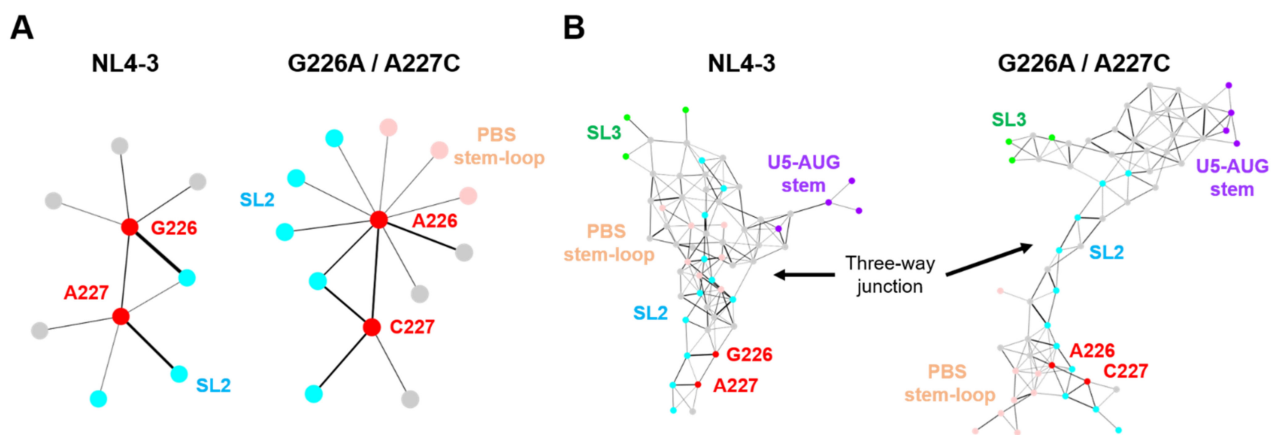 A
NL4-3
G226A / A227C
G226
A227
SL2
SL2
PBS
stem-loop
A226
C227
B
NL4-3
G226A / A227C
SL3
U5-AUG
stem
PBS
stem-loop
SL2
G226
A227
Three-way
junction
SL3
U5-AUG
stem
SL2
A226
C227
PBS
stem-loop